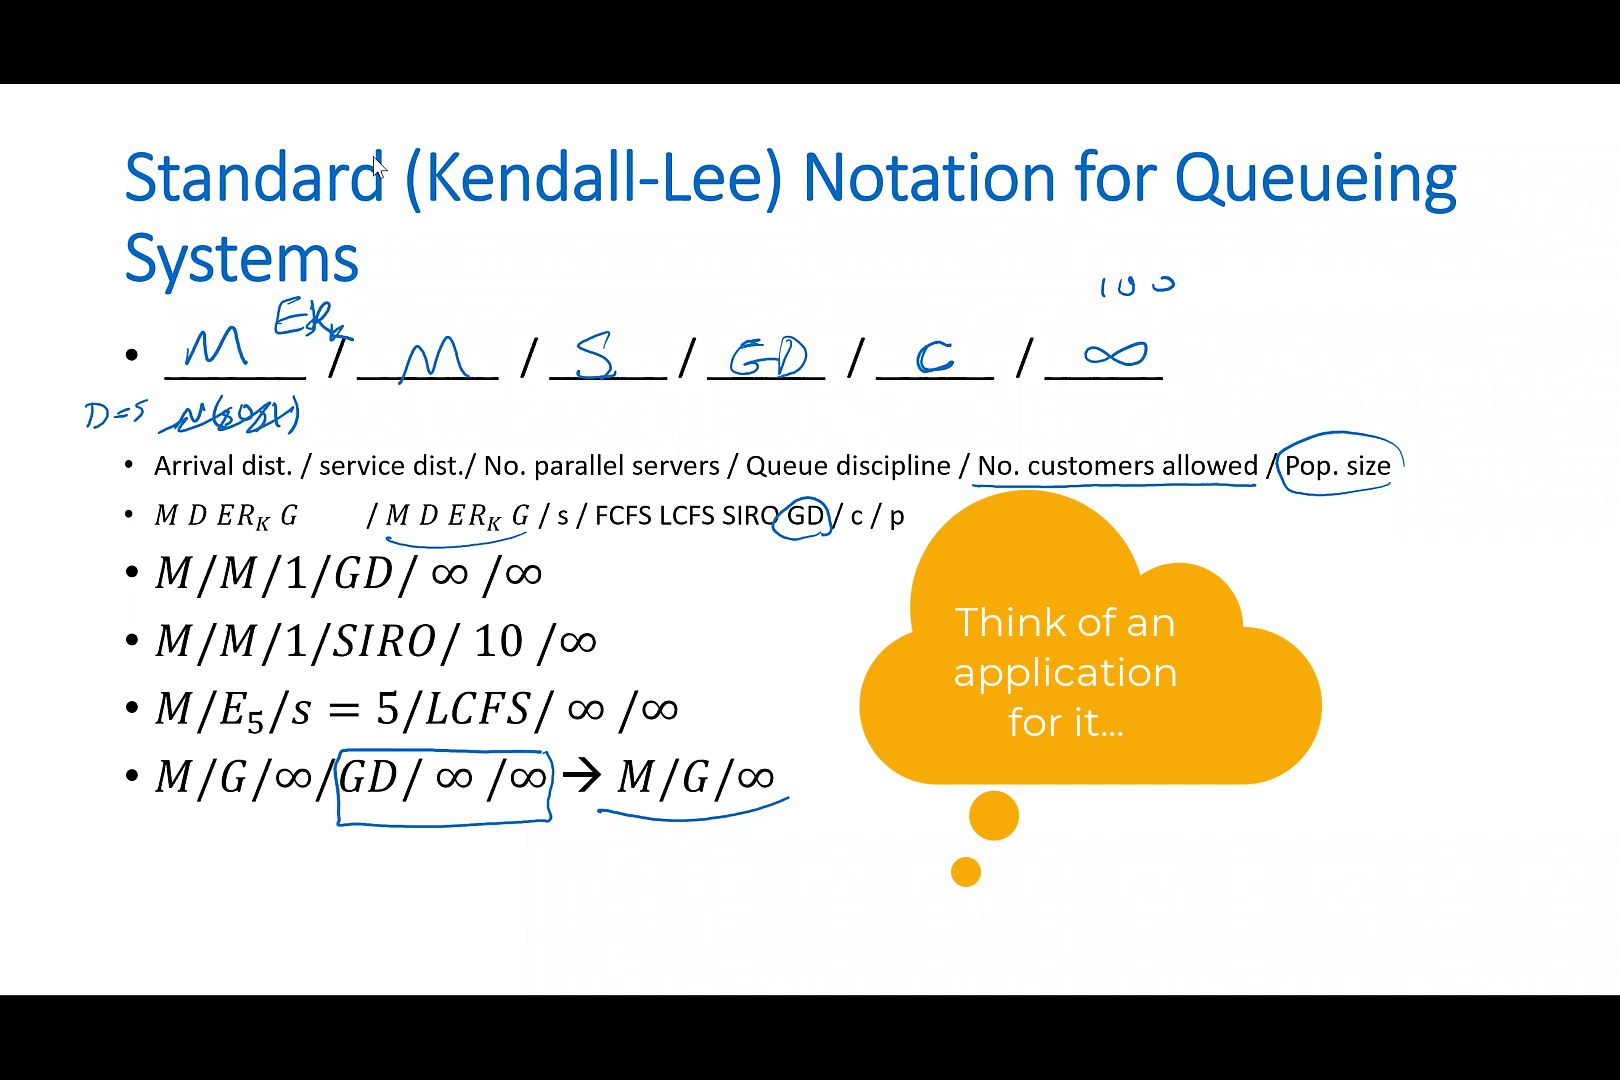 Standard (Kendall-Lee) Notation for Queueing
Systems
100
ER_K
• M / M / S / GD / C / ∞
D=5
• Arrival dist. / service dist./ No. parallel servers / Queue discipline / No. customers allowed / Pop. size
• M D ER_K G / M D ER_K G / s / FCFS LCFS SIRO GD / c / p
• M/M/1/GD/ ∞ /∞
• M/M/1/SIRO/ 10 /∞
• M/E_5/s = 5/LCFS/ ∞ /∞
• M/G/∞/GD/ ∞ /∞ → M/G/∞
Think of an
application
for it...